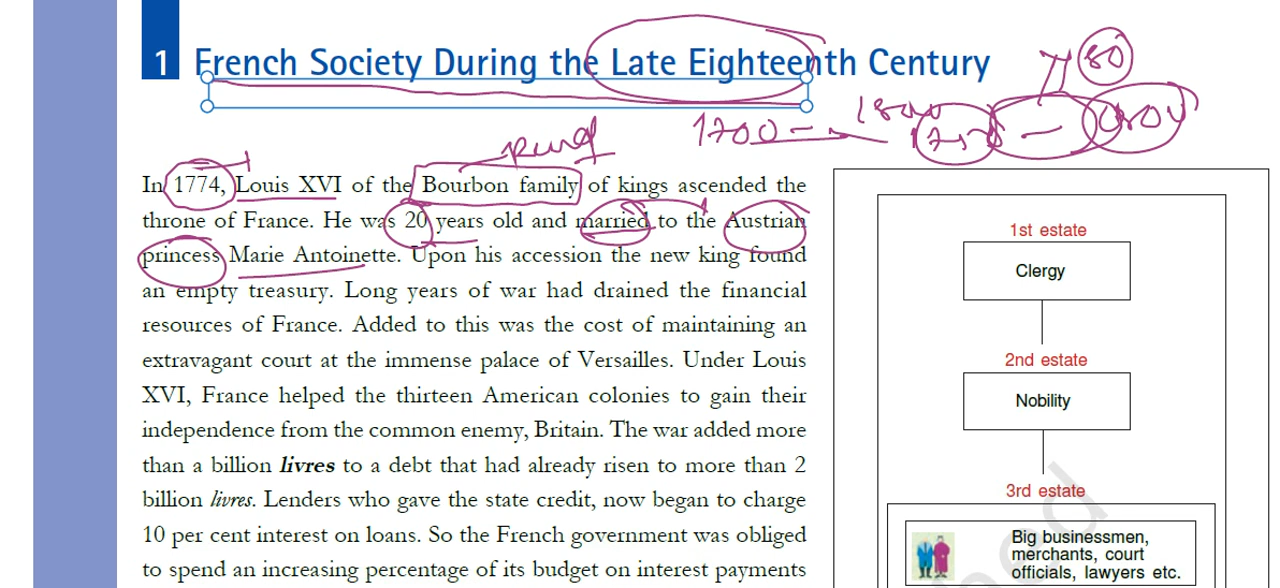 1 French Society During the Late Eighteenth Century
80
1700 -
In 1774, Louis XVI of the Bourbon family of kings ascended the
throne of France. He was 20 years old and married to the Austrian
princess Marie Antoinette. Upon his accession the new king found
an empty treasury. Long years of war had drained the financial
resources of France. Added to this was the cost of maintaining an
extravagant court at the immense palace of Versailles. Under Louis
XVI, France helped the thirteen American colonies to gain their
independence from the common enemy, Britain. The war added more
than a billion livres to a debt that had already risen to more than 2
billion livres. Lenders who gave the state credit, now began to charge
10 per cent interest on loans. So the French government was obliged
to spend an increasing percentage of its budget on interest payments
1st estate
Clergy
2nd estate
Nobility
3rd estate
Big businessmen,
merchants, court
officials, lawyers etc.